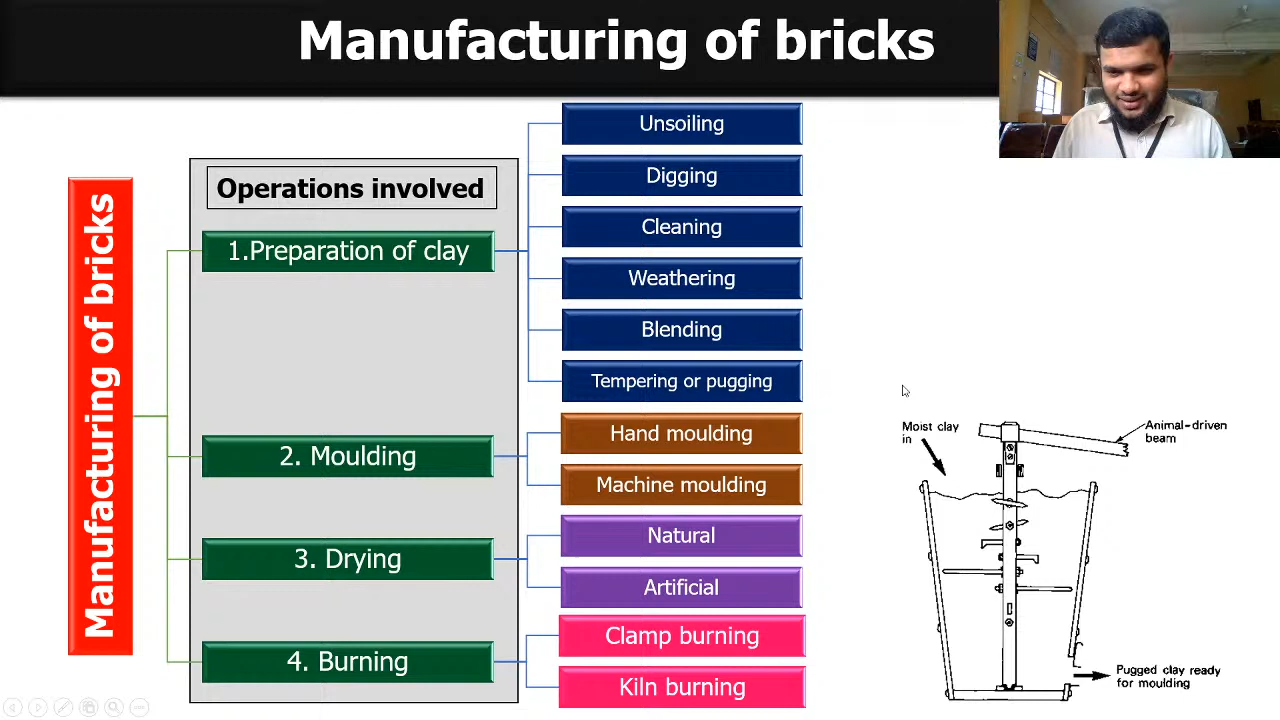 Manufacturing of bricks
Manufacturing of bricks
Operations involved
1.Preparation of clay
Unsoiling
Digging
Cleaning
Weathering
Blending
Tempering or pugging
2. Moulding
Hand moulding
Machine moulding
3. Drying
Natural
Artificial
4. Burning
Clamp burning
Kiln burning
Moist clay
in
Animal-driven
beam
Pugged clay ready
for moulding